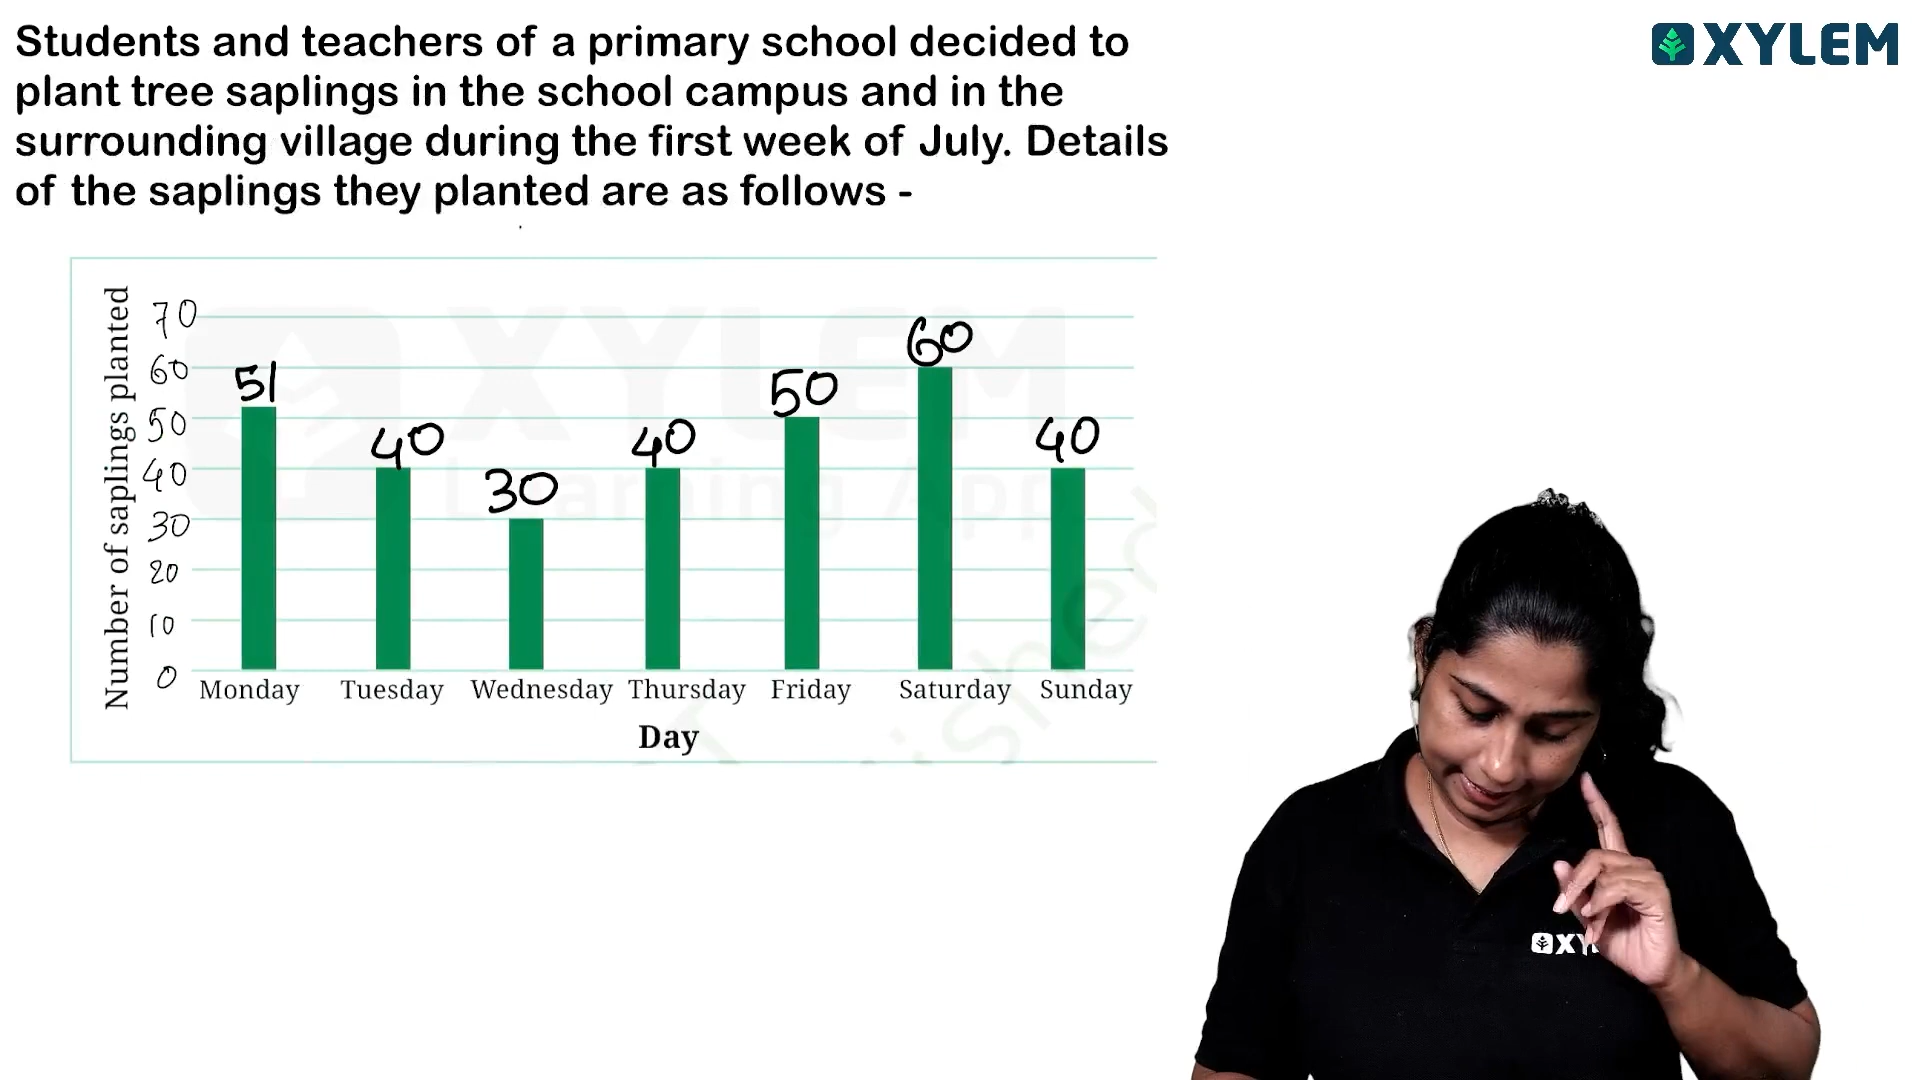 Students and teachers of a primary school decided to
plant tree saplings in the school campus and in the
surrounding village during the first week of July. Details
of the saplings they planted are as follows -
XYLEM
Number of saplings planted
70
60
50
40
30
20
10
0
51
40
30
40
50
60
40
Monday Tuesday Wednesday Thursday Friday Saturday Sunday
Day
XYLEM
Learning App